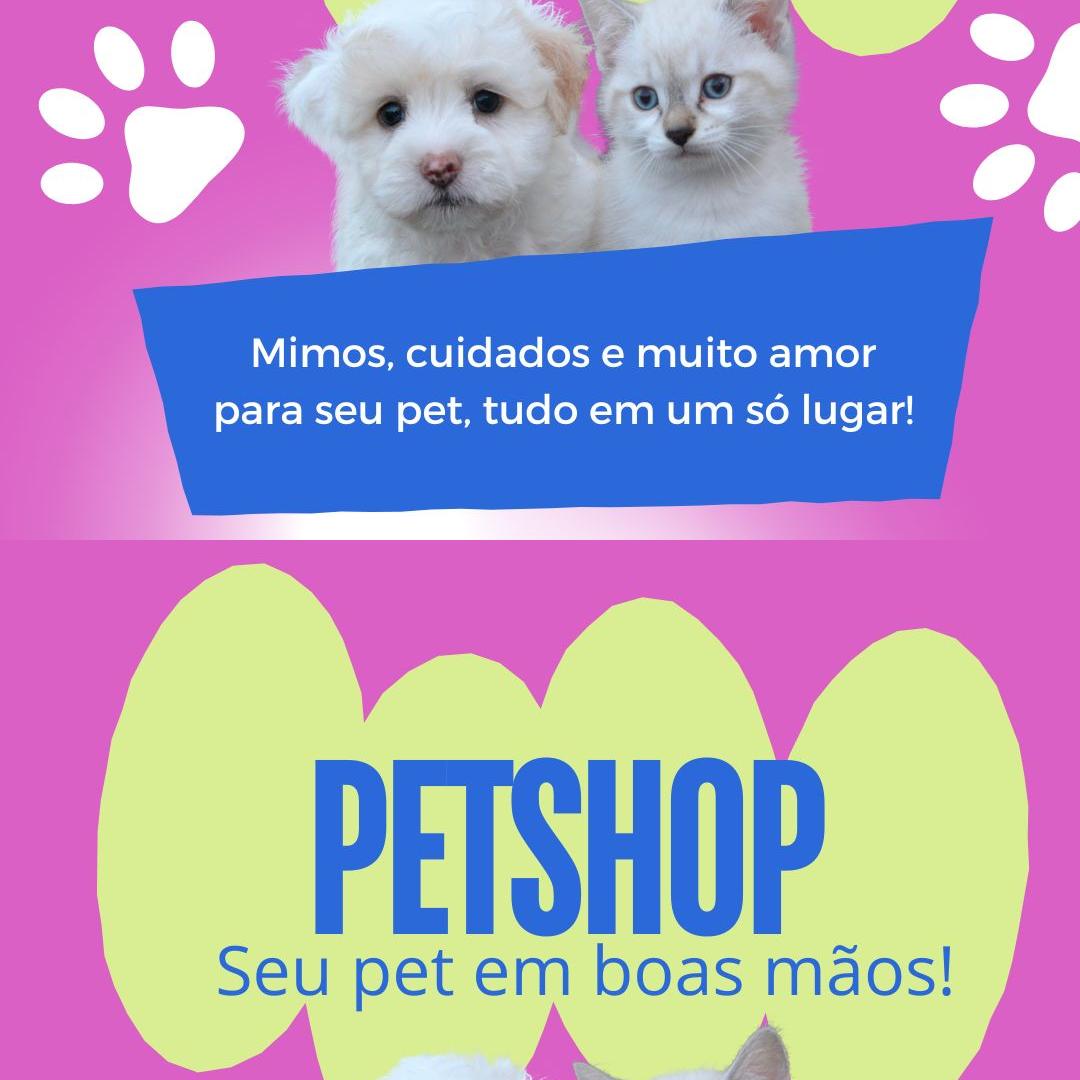 Mimos, cuidados e muito amor
para seu pet, tudo em um só lugar!
PETSHOP
Seu pet em boas mãos!